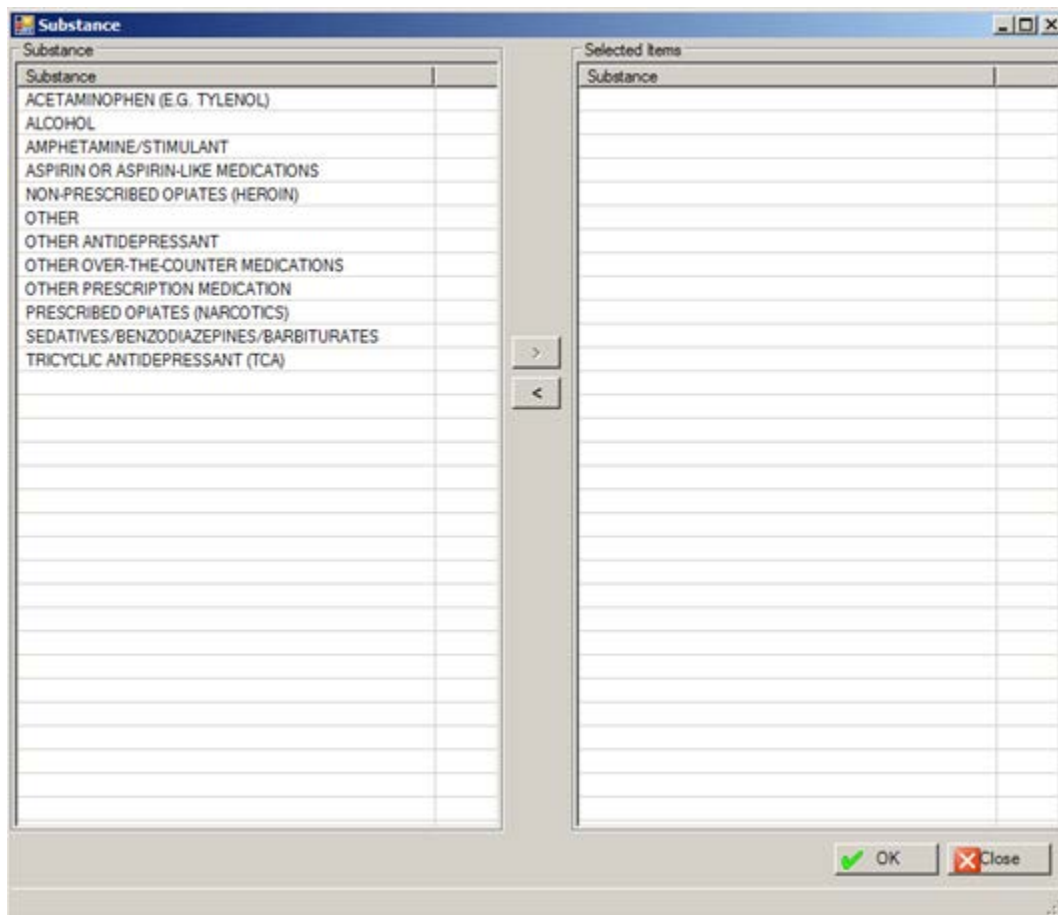 Substance
Substance
Selected Items
Substance
Substance
ACETAMINOPHEN (E.G. TYLENOL)
ALCOHOL
AMPHETAMINE/STIMULANT
ASPIRIN OR ASPIRIN-LIKE MEDICATIONS
NON-PRESCRIBED OPIATES (HEROIN)
OTHER
OTHER ANTIDEPRESSANT
OTHER OVER-THE-COUNTER MEDICATIONS
OTHER PRESCRIPTION MEDICATION
PRESCRIBED OPIATES (NARCOTICS)
SEDATIVES/BENZODIAZEPINES/BARBITURATES
TRICYCLIC ANTIDEPRESSANT (TCA)
>
<
OK
Close